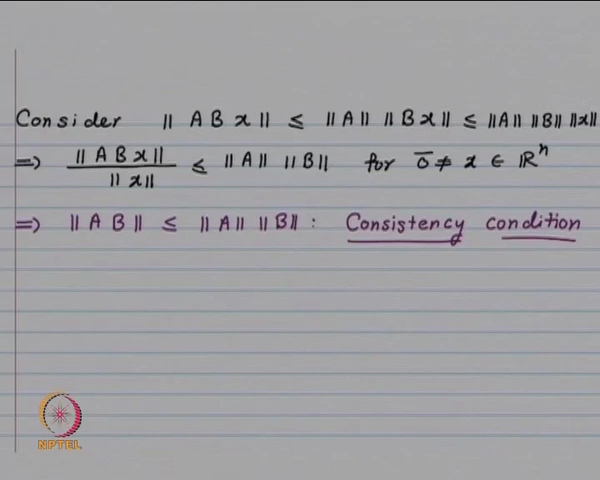 Consider || A B x || ≤ || A || || B x || ≤ || A || || B || || x ||
=> || A B x || / || x || ≤ || A || || B || for 0̅ ≠ x ∈ ℝⁿ
=> || A B || ≤ || A || || B || : Consistency condition
NPTEL